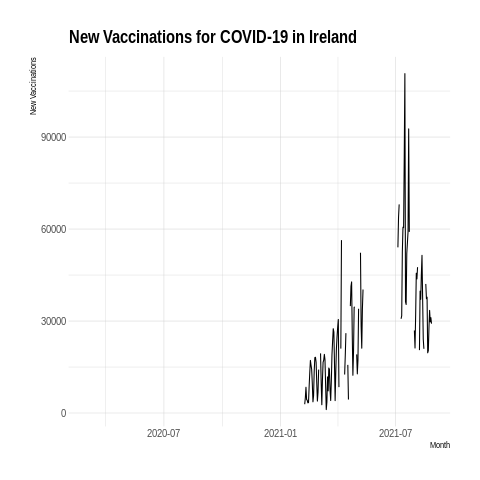 New Vaccinations for COVID-19 in Ireland
New Vaccinations
90000
60000
30000
0
2020-07
2021-01
2021-07
Month